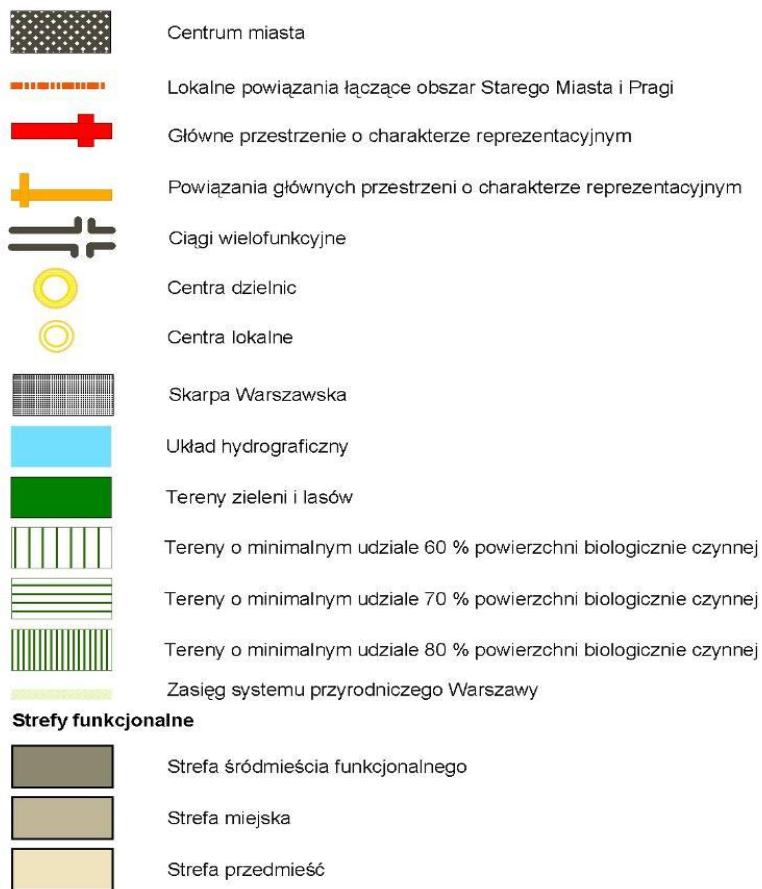 Centrum miasta
Lokalne powiązania łączące obszar Starego Miasta i Pragi
Główne przestrzenie o charakterze reprezentacyjnym
Powiązania głównych przestrzeni o charakterze reprezentacyjnym
Ciągi wielofunkcyjne
Centra dzielnic
Centra lokalne
Skarpa Warszawska
Układ hydrograficzny
Tereny zieleni i lasów
Tereny o minimalnym udziale 60 % powierzchni biologicznie czynnej
Tereny o minimalnym udziale 70 % powierzchni biologicznie czynnej
Tereny o minimalnym udziale 80 % powierzchni biologicznie czynnej
Zasięg systemu przyrodniczego Warszawy
Strefy funkcjonalne
Strefa śródmieścia funkcjonalnego
Strefa miejska
Strefa przedmieść